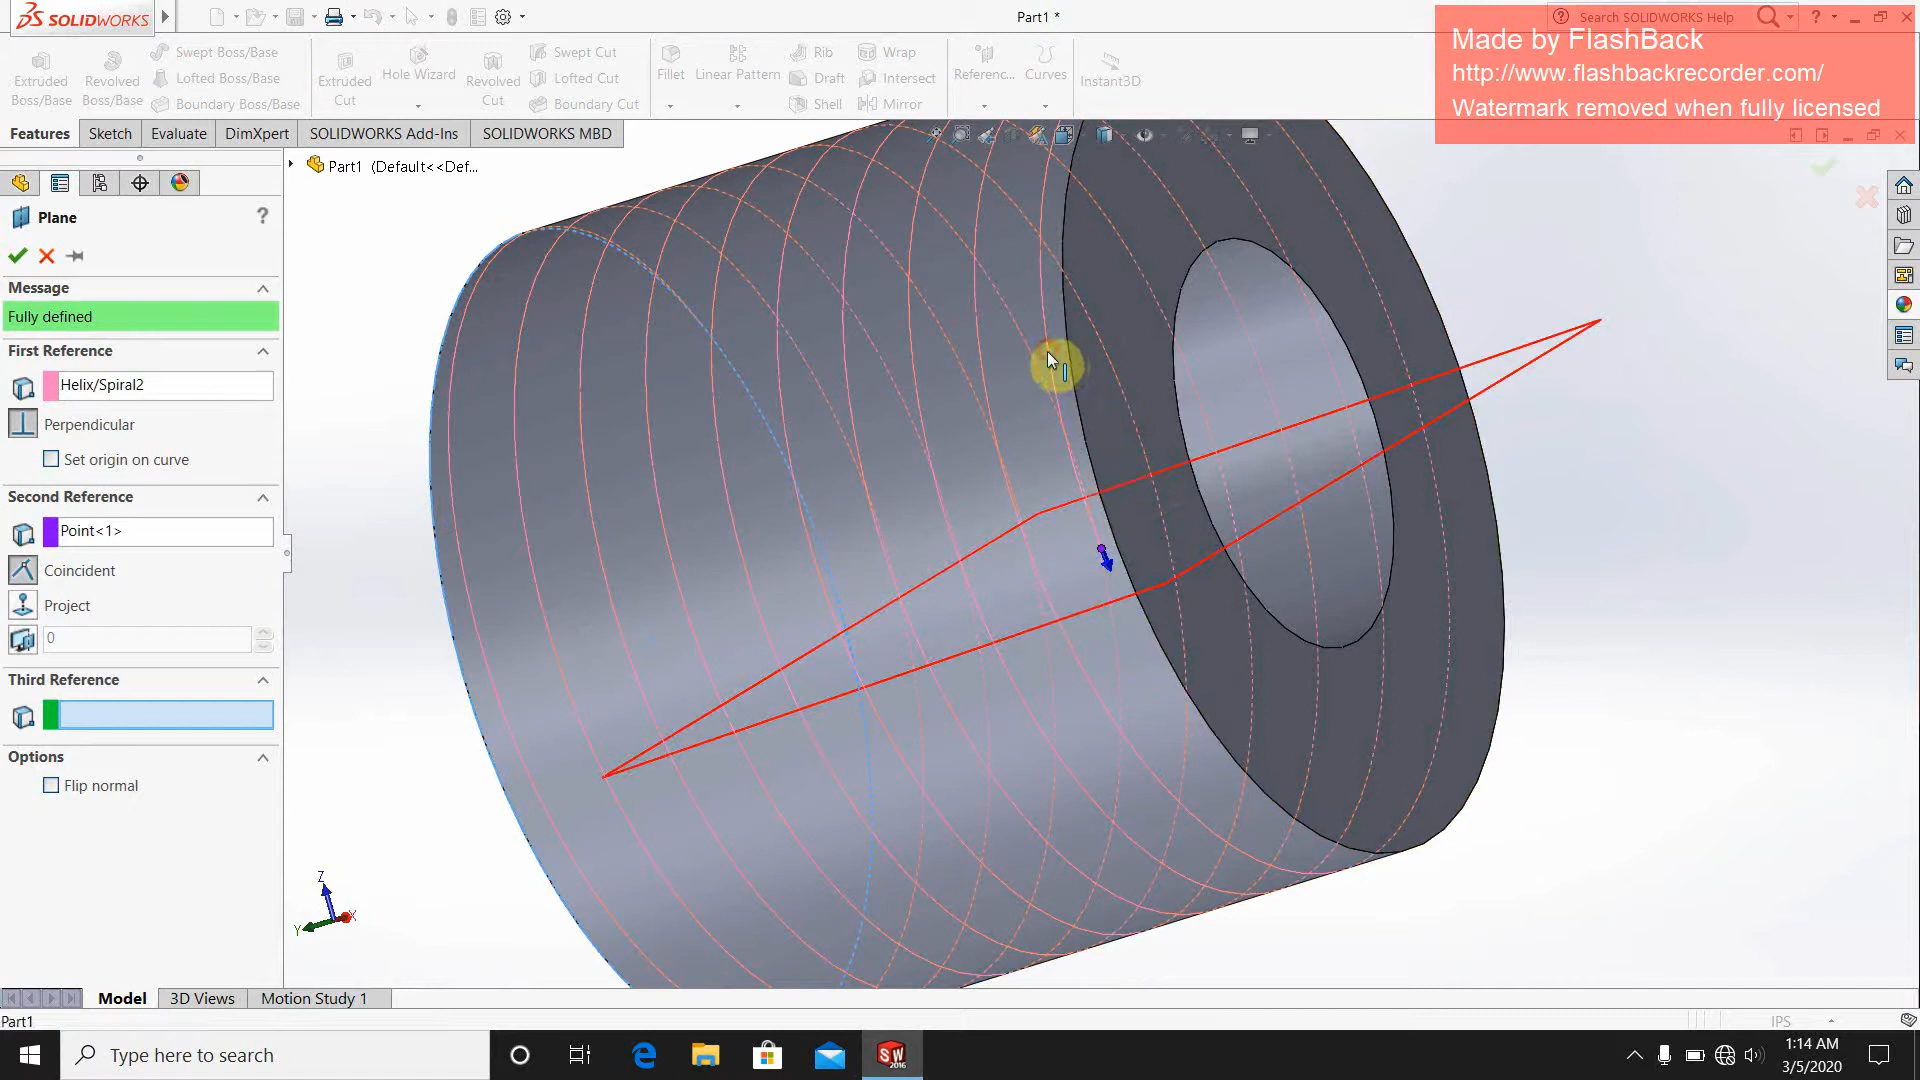 SOLIDWORKS
Part1 *
Search SOLIDWORKS Help
Made by FlashBack
http://www.flashbackrecorder.com/
Watermark removed when fully licensed
Extruded Boss/Base
Revolved Boss/Base
Swept Boss/Base
Lofted Boss/Base
Boundary Boss/Base
Extruded Cut
Hole Wizard
Revolved Cut
Swept Cut
Lofted Cut
Boundary Cut
Fillet
Linear Pattern
Rib
Draft
Shell
Wrap
Intersect
Mirror
Referenc...
Curves
Instant3D
Features
Sketch
Evaluate
DimXpert
SOLIDWORKS Add-Ins
SOLIDWORKS MBD
Part1 (Default<<Def...
Plane
?
Message
Fully defined
First Reference
Helix/Spiral2
Perpendicular
Set origin on curve
Second Reference
Point<1>
Coincident
Project
0
Third Reference
Options
Flip normal
Z
Y
X
Model
3D Views
Motion Study 1
Part1
IPS
Type here to search
SW
2016
1:14 AM
3/5/2020